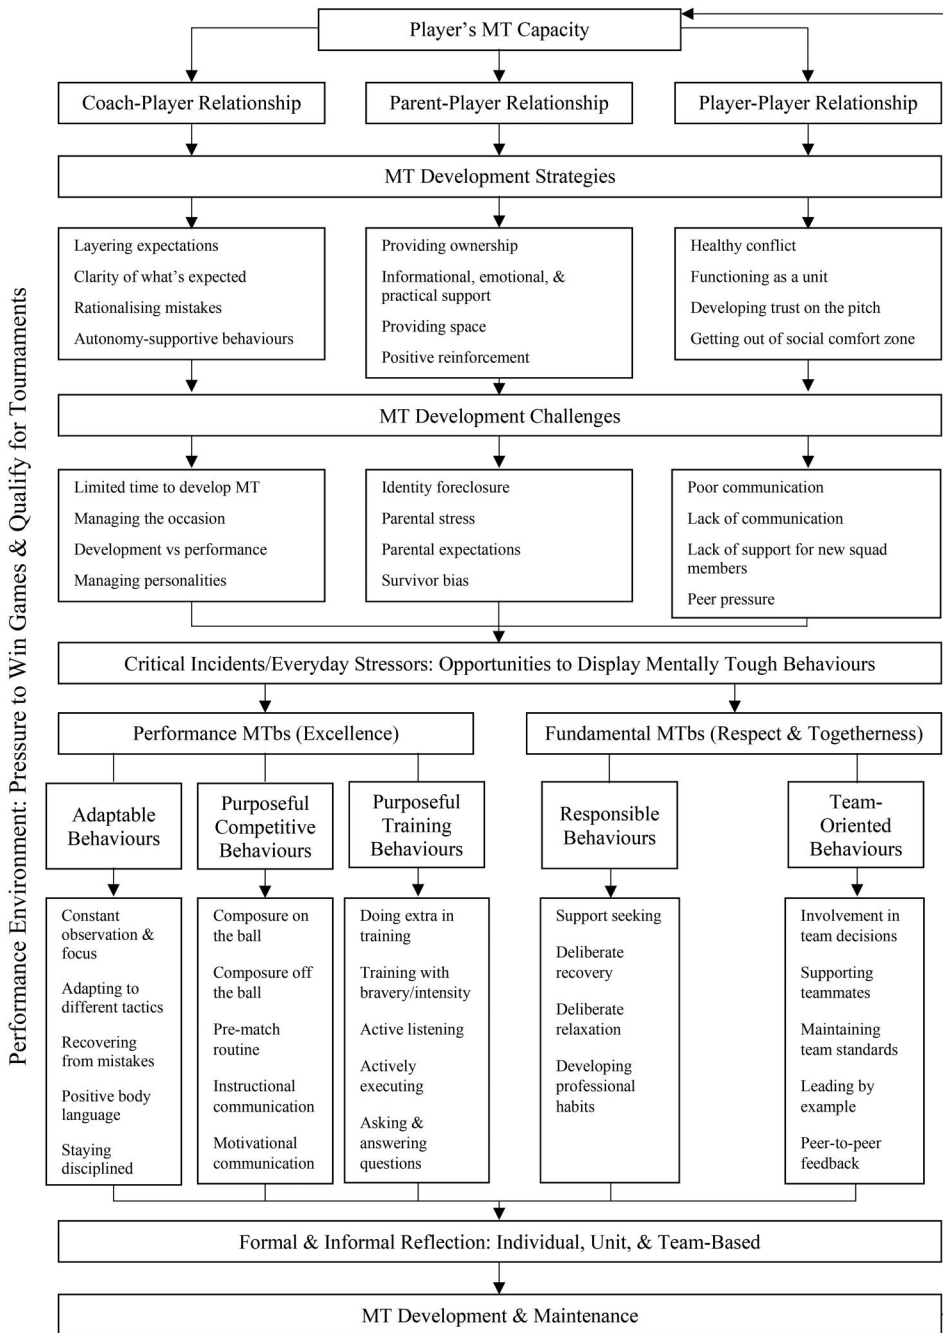 Player's MT Capacity
Coach-Player Relationship
Parent-Player Relationship
Player-Player Relationship
MT Development Strategies
Layering expectations
Clarity of what's expected
Rationalising mistakes
Autonomy-supportive behaviours
Providing ownership
Informational, emotional, &
practical support
Providing space
Positive reinforcement
Healthy conflict
Functioning as a unit
Developing trust on the pitch
Getting out of social comfort zone
MT Development Challenges
Limited time to develop MT
Managing the occasion
Development vs performance
Managing personalities
Identity foreclosure
Parental stress
Parental expectations
Survivor bias
Poor communication
Lack of communication
Lack of support for new squad
members
Peer pressure
Critical Incidents/Everyday Stressors: Opportunities to Display Mentally Tough Behaviours
Performance MTbs (Excellence)
Fundamental MTbs (Respect & Togetherness)
Adaptable
Behaviours
Purposeful
Competitive
Behaviours
Purposeful
Training
Behaviours
Responsible
Behaviours
Team-
Oriented
Behaviours
Constant
observation &
focus
Adapting to
different tactics
Recovering
from mistakes
Positive body
language
Staying
disciplined
Composure on
the ball
Composure off
the ball
Pre-match
routine
Instructional
communication
Motivational
communication
Doing extra in
training
Training with
bravery/intensity
Active listening
Actively
executing
Asking &
answering
questions
Support seeking
Deliberate
recovery
Deliberate
relaxation
Developing
professional
habits
Involvement in
team decisions
Supporting
teammates
Maintaining
team standards
Leading by
example
Peer-to-peer
feedback
Formal & Informal Reflection: Individual, Unit, & Team-Based
MT Development & Maintenance
Performance Environment: Pressure to Win Games & Qualify for Tournaments